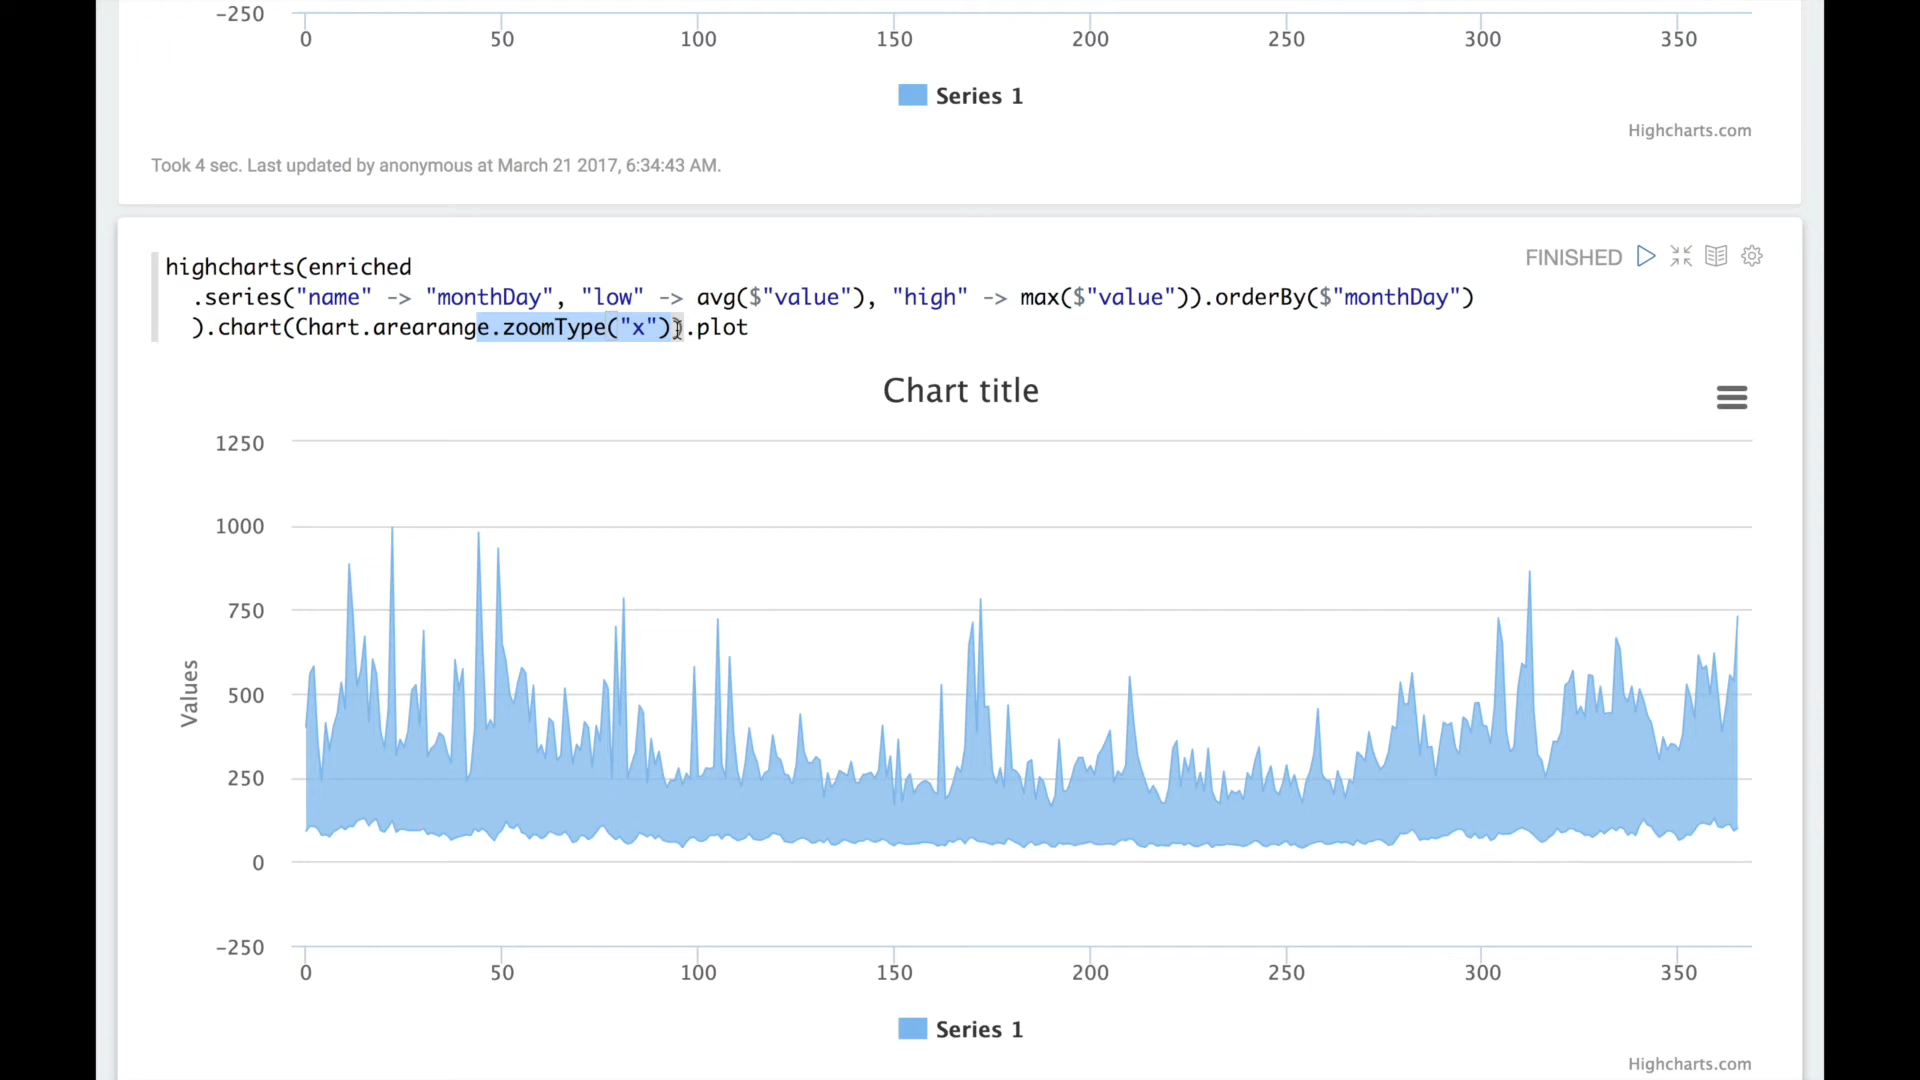 -250
0 50 100 150 200 250 300 350
Series 1
Highcharts.com
Took 4 sec. Last updated by anonymous at March 21 2017, 6:34:43 AM.
FINISHED
highcharts(enriched
.series("name" -> "monthDay", "low" -> avg($"value"), "high" -> max($"value")).orderBy($"monthDay")
).chart(Chart.arearange.zoomType("x")).plot
Chart title
1250
1000
750
500
250
0
-250
Values
0 50 100 150 200 250 300 350
Series 1
Highcharts.com